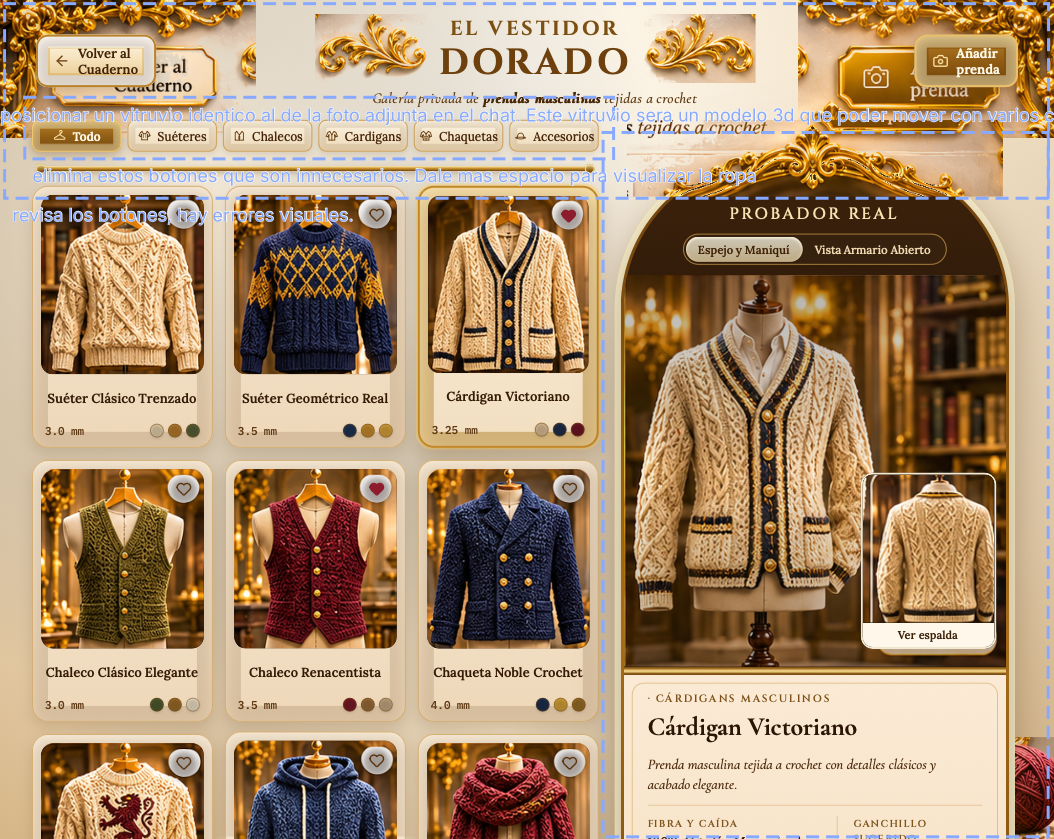 EL VESTIDOR
DORADO
Volver al
Cuaderno
er al
Cuaderno
Añadir
prenda
prenda
Galería privada de prendas masculinas tejidas a crochet
posicionar un vitruvio identico al de la foto adjunta en el chat. Este vitruvio sera un modelo 3d que poder mover con varios c
s tejidas a crochet
Todo
Suéteres
Chalecos
Cardigans
Chaquetas
Accesorios
elimina estos botones que son innecesarios. Dale mas espacio para visualizar la ropa
revisa los botones, hay errores visuales.
PROBADOR REAL
Espejo y Maniquí
Vista Armario Abierto
Suéter Clásico Trenzado
3.0 mm
Suéter Geométrico Real
3.5 mm
Cárdigan Victoriano
3.25 mm
Chaleco Clásico Elegante
3.0 mm
Chaleco Renacentista
3.5 mm
Chaqueta Noble Crochet
4.0 mm
Ver espalda
· CÁRDIGANS MASCULINOS
Cárdigan Victoriano
Prenda masculina tejida a crochet con detalles clásicos y
acabado elegante.
FIBRA Y CAÍDA
GANCHILLO